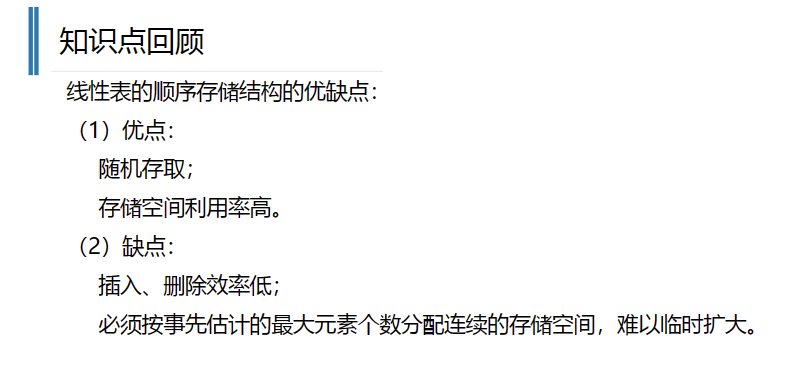 知识点回顾
线性表的顺序存储结构的优缺点：
（1）优点：
随机存取；
存储空间利用率高。
（2）缺点：
插入、删除效率低；
必须按事先估计的最大元素个数分配连续的存储空间，难以临时扩大。